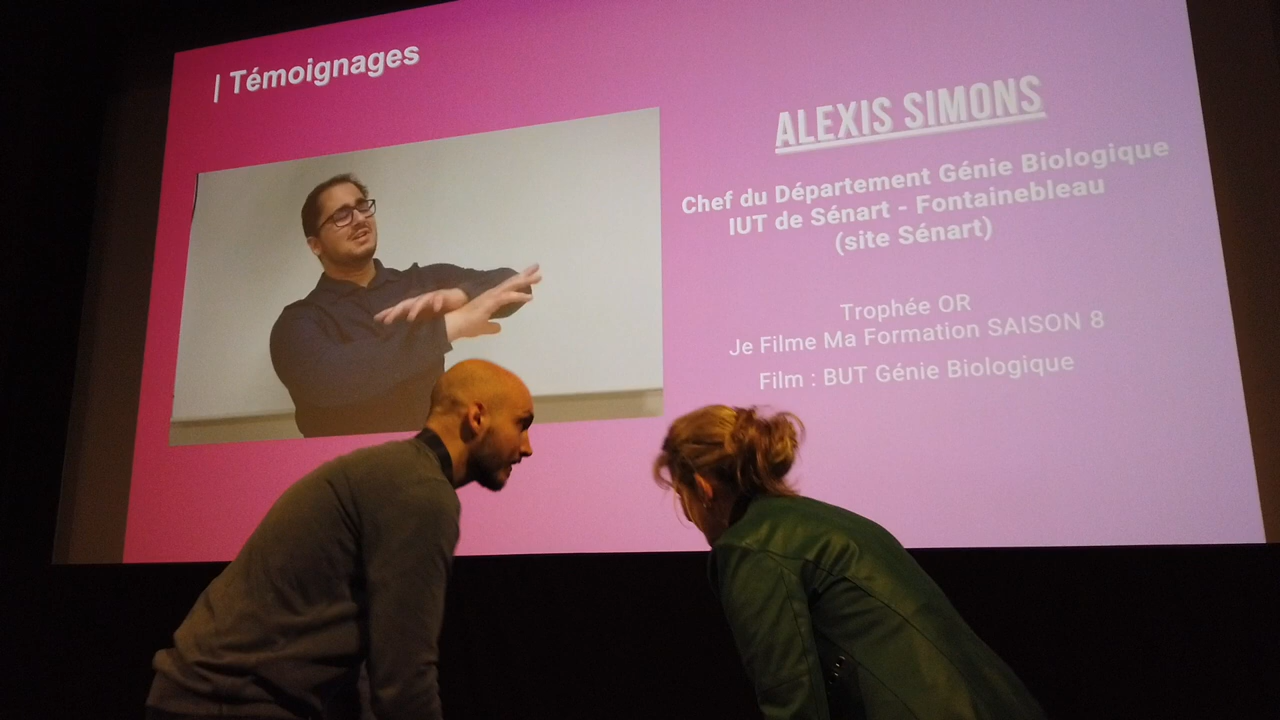 | Témoignages
ALEXIS SIMONS
Chef du Département Génie Biologique
IUT de Sénart - Fontainebleau
(site Sénart)
Trophée OR
Je Filme Ma Formation SAISON 8
Film : BUT Génie Biologique